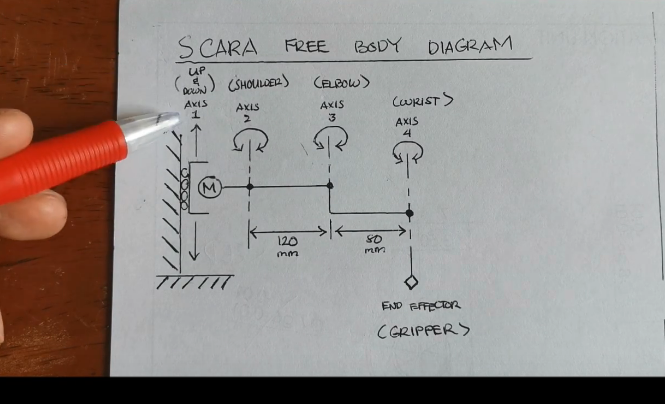 SCARA FREE BODY DIAGRAM
(UP & DOWN) (SHOULDER) (ELBOW) (WRIST)
AXIS 1
AXIS 2
AXIS 3
AXIS 4
M
120 mm
80 mm
END EFFECTOR
(GRIPPER)